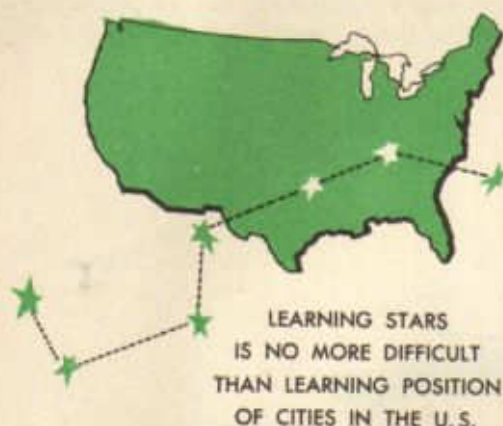 LEARNING STARS
IS NO MORE DIFFICULT
THAN LEARNING POSITION
OF CITIES IN THE U.S.